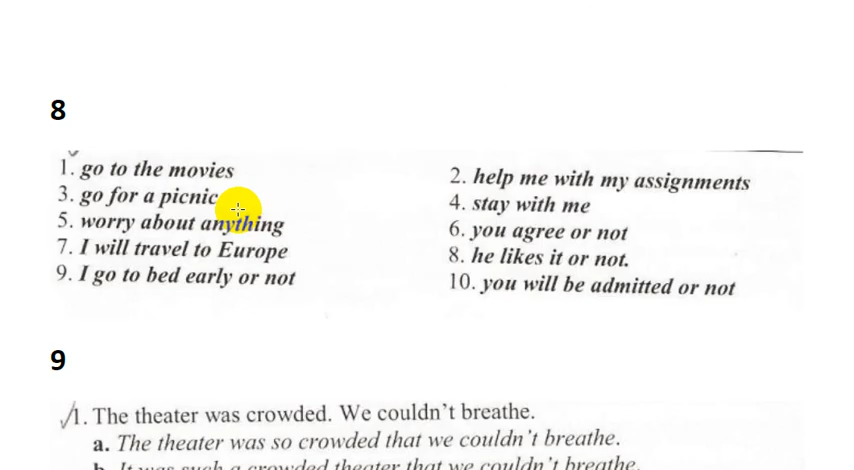 8
1. go to the movies
2. help me with my assignments
3. go for a picnic
4. stay with me
5. worry about anything
6. you agree or not
7. I will travel to Europe
8. he likes it or not.
9. I go to bed early or not
10. you will be admitted or not
9
1. The theater was crowded. We couldn't breathe.
a. The theater was so crowded that we couldn't breathe.
b. It was such a crowded theater that we couldn't breathe.